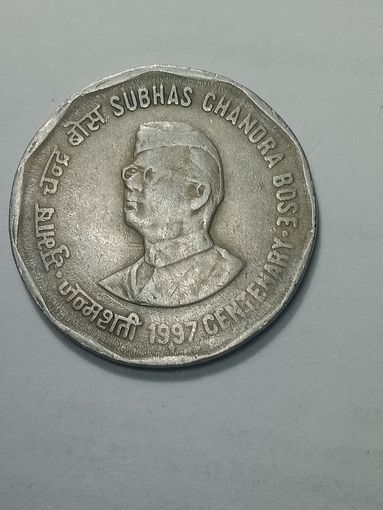 सुभाष चन्द्र बोस SUBHAS CHANDRA BOSE
जन्मशती 1997 CENTENARY